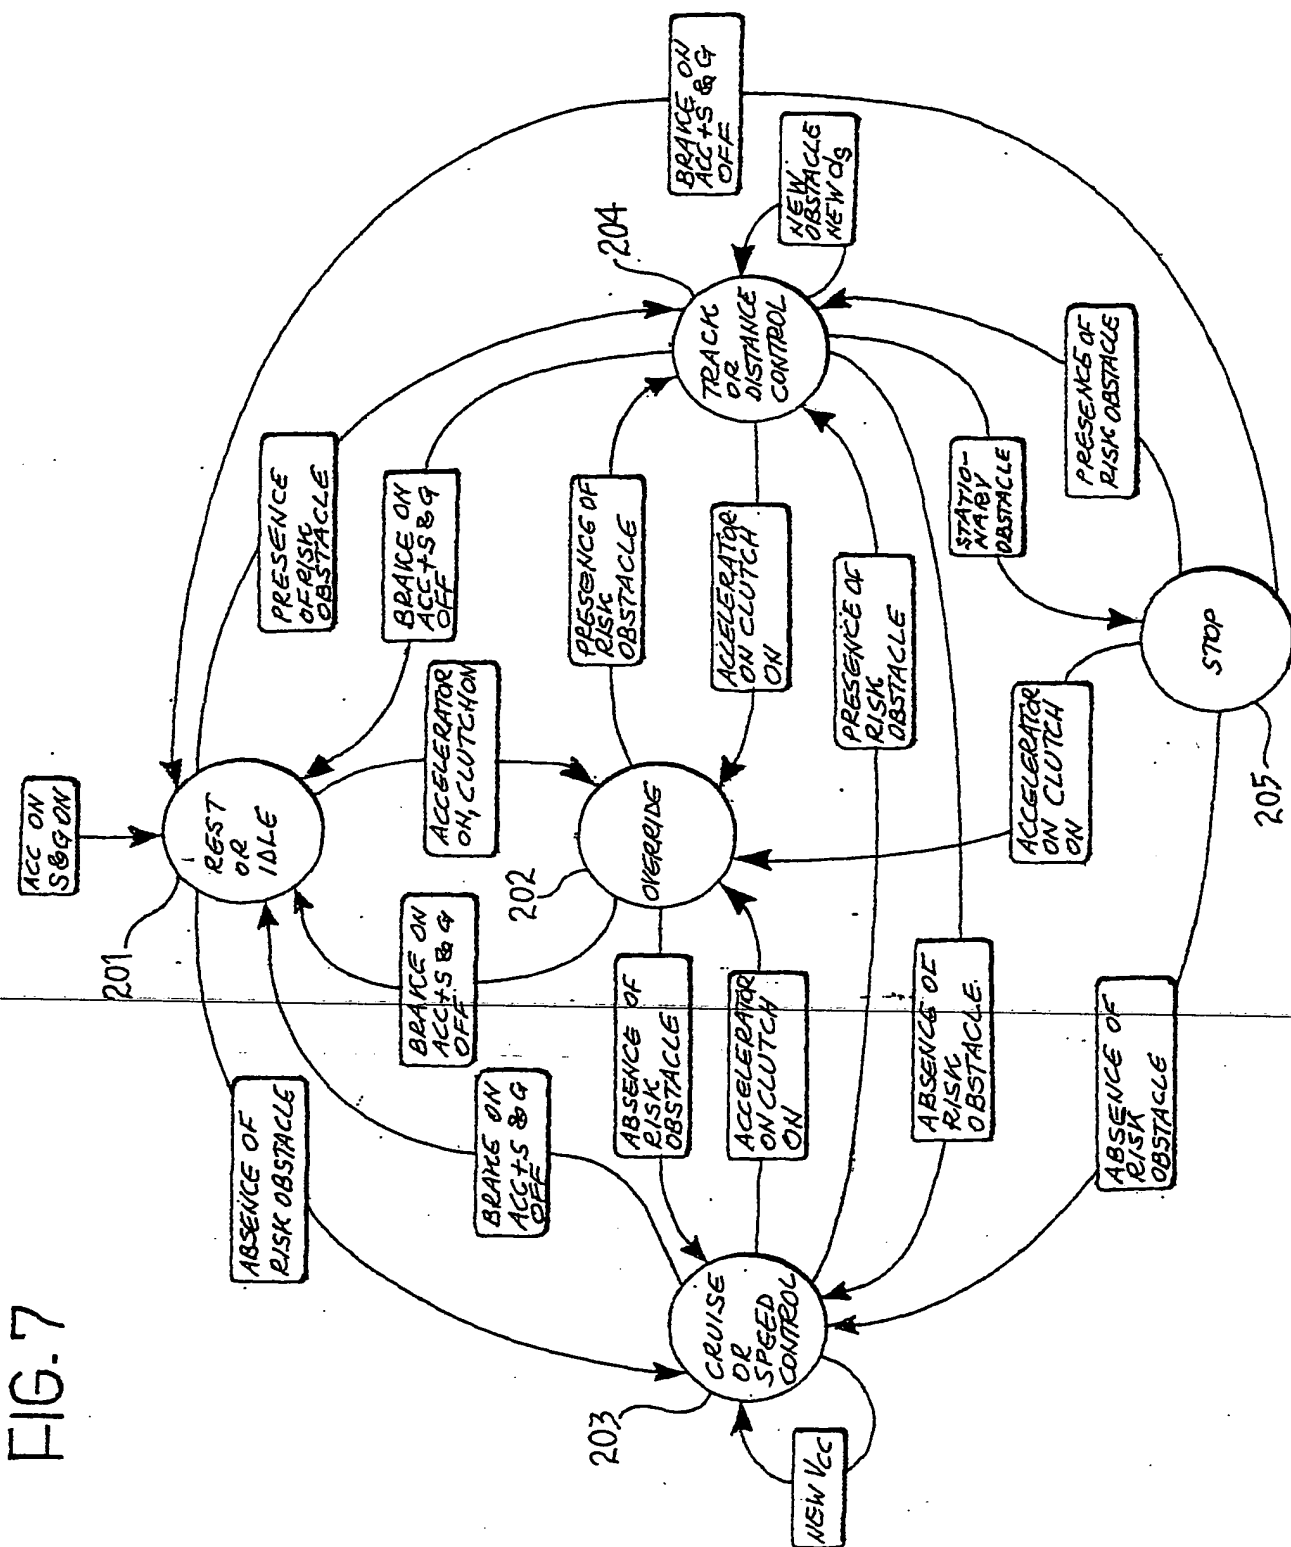 FIG. 7
ACC ON
S&G ON
201
REST
OR
IDLE
ABSENCE OF
RISK OBSTACLE
PRESENCE
OF RISK
OBSTACLE
BRAKE ON
ACC+S & G
OFF
BRAKE ON
ACC+S & G
OFF
BRAKE ON
ACC+S & G
OFF
BRAKE ON
ACC+S & G
OFF
ACCELERATOR
ON, CLUTCH ON
202
OVERRIDE
PRESENCE OF
RISK
OBSTACLE
ACCELERATOR
ON CLUTCH
ON
ABSENCE OF
RISK
OBSTACLE
ACCELERATOR
ON CLUTCH
ON
203
CRUISE
OR
SPEED
CONTROL
NEW VCC
204
TRACK
OR
DISTANCE
CONTROL
NEW
OBSTACLE
NEW dS
PRESENCE OF
RISK
OBSTACLE
ABSENCE OF
RISK
OBSTACLE.
STATIO-
NARY
OBSTACLE
PRESENCE OF
RISK OBSTACLE
ACCELERATOR
ON CLUTCH
ON
ABSENCE OF
RISK
OBSTACLE
STOP
205